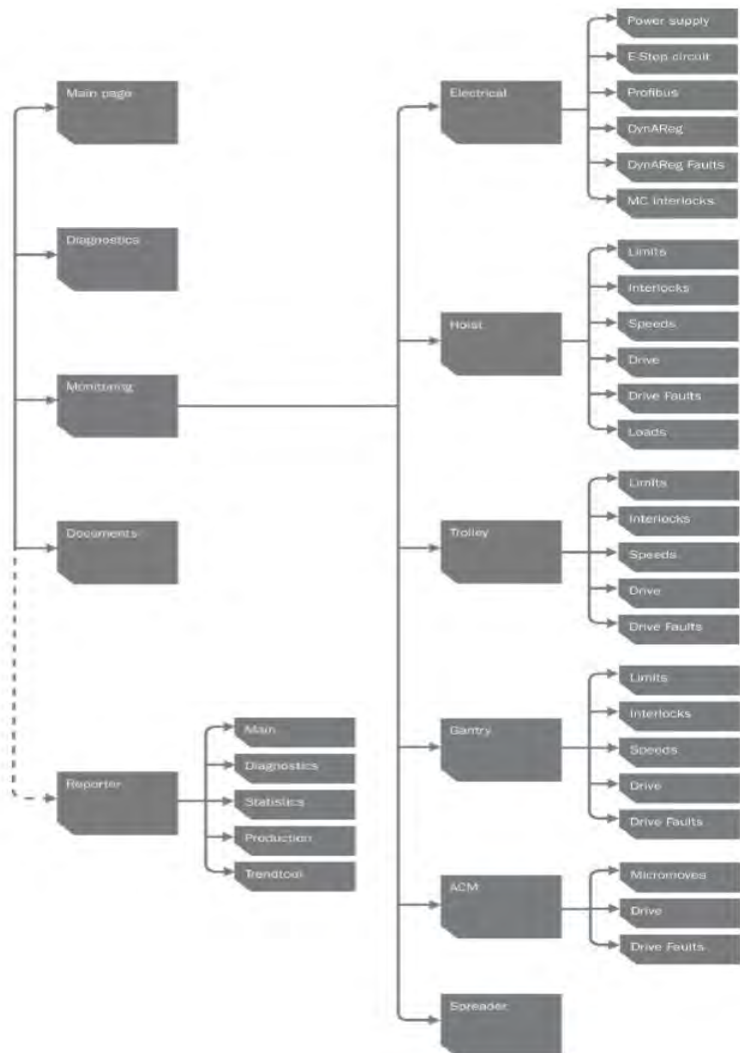 Main page
Diagnostics
Monitoring
Documents
Reporter
Main
Diagnostics
Statistics
Production
Trendtool
Electrical
Power supply
E-Stop circuit
Profibus
DynAReg
DynAReg Faults
MC Interlocks
Hoist
Limits
Interlocks
Speeds
Drive
Drive Faults
Loads
Trolley
Limits
Interlocks
Speeds
Drive
Drive Faults
Gantry
Limits
Interlocks
Speeds
Drive
Drive Faults
ACM
Micromoves
Drive
Drive Faults
Spreader